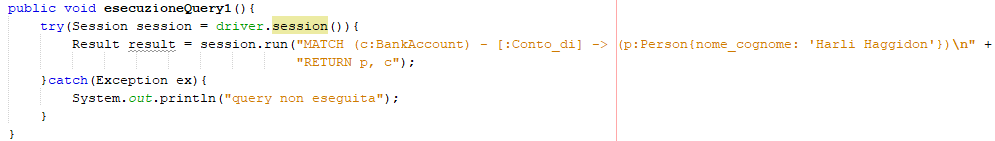 public void esecuzioneQuery1(){
try(Session session = driver.session()){
Result result = session.run("MATCH (c:BankAccount) - [:Conto_di] -> (p:Person{nome_cognome: 'Harli Haggidon'})\n" +
"RETURN p, c");
}catch(Exception ex){
System.out.println("query non eseguita");
}
}